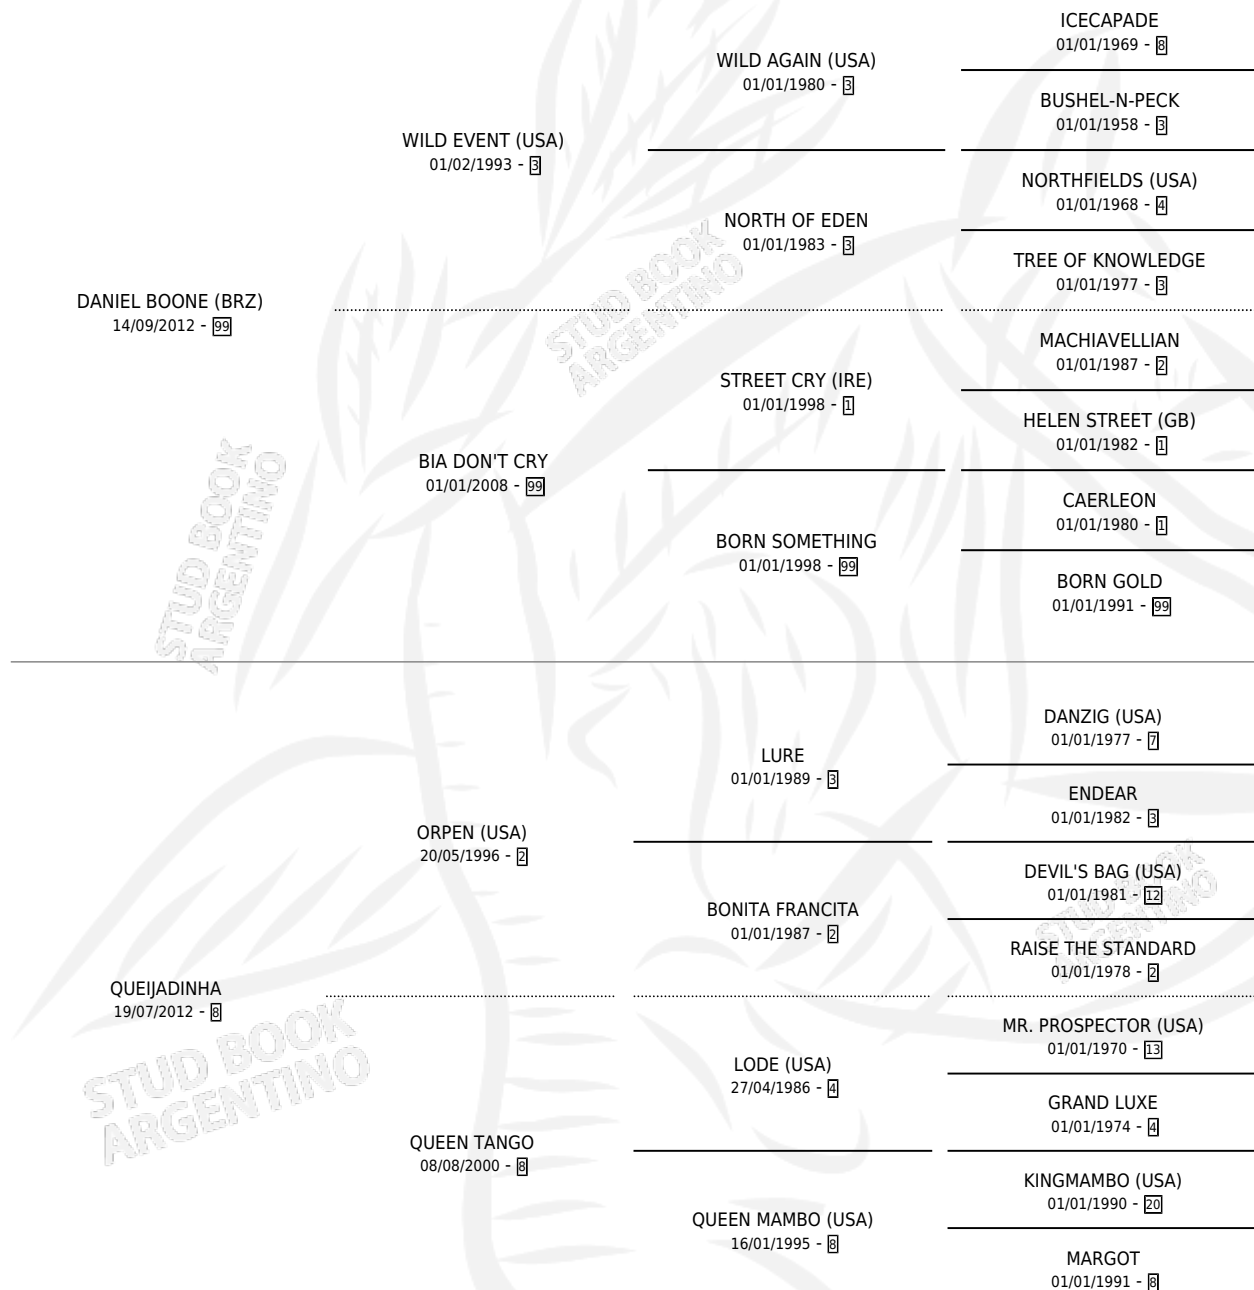 ICECAPADE
01/01/1969 - 8
WILD AGAIN (USA)
01/01/1980 - 3
BUSHEL-N-PECK
01/01/1958 - 3
WILD EVENT (USA)
01/02/1993 - 3
NORTHFIELDS (USA)
01/01/1968 - 4
NORTH OF EDEN
01/01/1983 - 3
TREE OF KNOWLEDGE
01/01/1977 - 3
DANIEL BOONE (BRZ)
14/09/2012 - 99
MACHIAVELLIAN
01/01/1987 - 2
STREET CRY (IRE)
01/01/1998 - 1
HELEN STREET (GB)
01/01/1982 - 1
BIA DON'T CRY
01/01/2008 - 99
CAERLEON
01/01/1980 - 1
BORN SOMETHING
01/01/1998 - 99
BORN GOLD
01/01/1991 - 99
STUD BOOK
ARGENTINO
STUD BOOK
ARGENTINO
DANZIG (USA)
01/01/1977 - 7
LURE
01/01/1989 - 3
ENDEAR
01/01/1982 - 3
ORPEN (USA)
20/05/1996 - 2
DEVIL'S BAG (USA)
01/01/1981 - 12
BONITA FRANCITA
01/01/1987 - 2
RAISE THE STANDARD
01/01/1978 - 2
STUD BOOK
ARGENTINO
QUEIJADINHA
19/07/2012 - 8
MR. PROSPECTOR (USA)
01/01/1970 - 13
LODE (USA)
27/04/1986 - 4
GRAND LUXE
01/01/1974 - 4
STUD BOOK
ARGENTINO
QUEEN TANGO
08/08/2000 - 8
KINGMAMBO (USA)
01/01/1990 - 20
QUEEN MAMBO (USA)
16/01/1995 - 8
MARGOT
01/01/1991 - 8